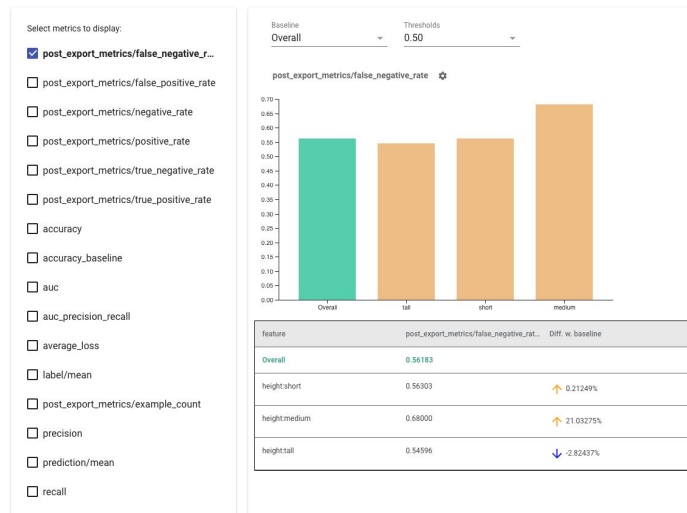 Select metrics to display:
post_export_metrics/false_negative_r...
post_export_metrics/false_positive_rate
post_export_metrics/negative_rate
post_export_metrics/positive_rate
post_export_metrics/true_negative_rate
post_export_metrics/true_positive_rate
accuracy
accuracy_baseline
auc
auc_precision_recall
average_loss
label/mean
post_export_metrics/example_count
precision
prediction/mean
recall
Baseline Thresholds
Overall 0.50
post_export_metrics/false_negative_rate
0.70
0.65
0.60
0.55
0.50
0.45
0.40
0.35
0.30
0.25
0.20
0.15
0.10
0.05
0.00
Overall tall short medium
feature post_export_metrics/false_negative_rat... Diff. w. baseline
Overall 0.56183
height:short 0.56303 0.21249%
height:medium 0.68000 21.03275%
height:tall 0.54596 -2.82437%